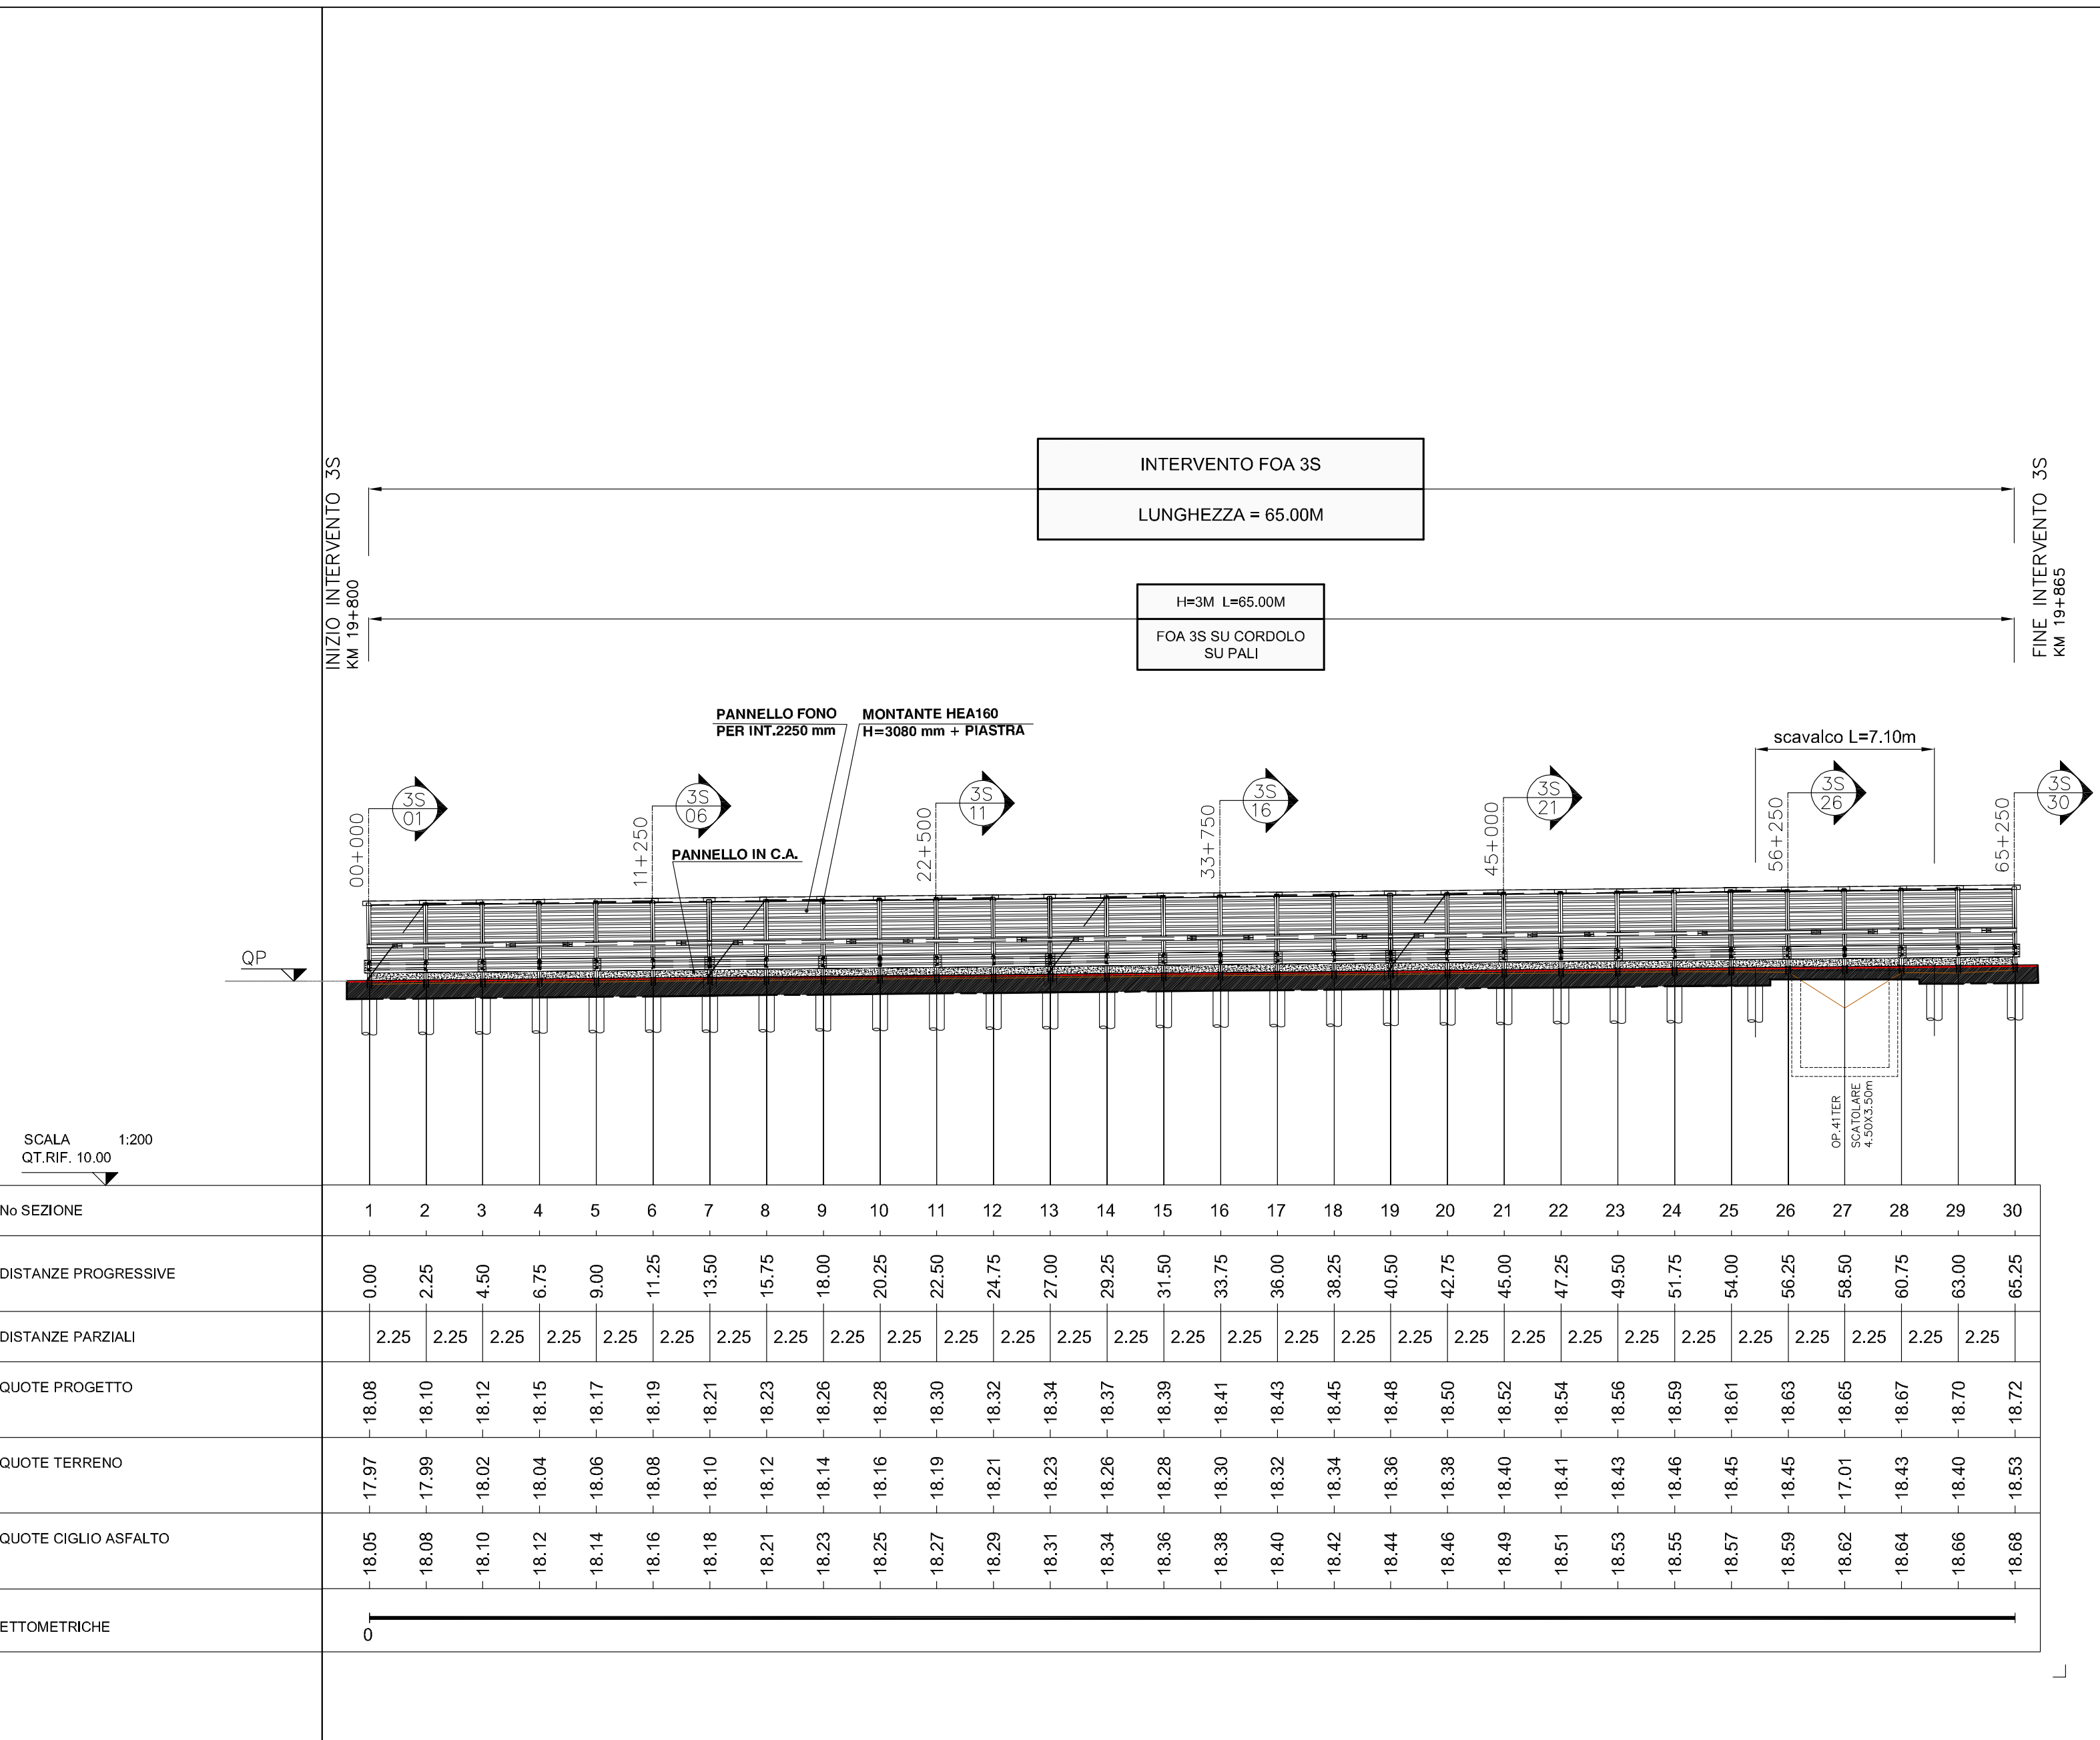 INTERVENTO FOA 3S
LUNGHEZZA = 65.00M
INIZIO INTERVENTO 3S
KM 19+800
FINE INTERVENTO 3S
KM 19+865
H=3M L=65.00M
FOA 3S SU CORDOLO
SU PALI
PANNELLO FONO
PER INT.2250 mm
MONTANTE HEA160
H=3080 mm + PIASTRA
scavalco L=7.10m
PANNELLO IN C.A.
00+000
3S
01
11+250
3S
06
22+500
3S
11
33+750
3S
16
45+000
3S
21
56+250
3S
26
65+250
3S
30
QP
OP.41TER
SCATOLARE
4.50X3.50m
SCALA 1:200
QT.RIF. 10.00
No SEZIONE 1 2 3 4 5 6 7 8 9 10 11 12 13 14 15 16 17 18 19 20 21 22 23 24 25 26 27 28 29 30
DISTANZE PROGRESSIVE 0.00 2.25 4.50 6.75 9.00 11.25 13.50 15.75 18.00 20.25 22.50 24.75 27.00 29.25 31.50 33.75 36.00 38.25 40.50 42.75 45.00 47.25 49.50 51.75 54.00 56.25 58.50 60.75 63.00 65.25
DISTANZE PARZIALI 2.25 2.25 2.25 2.25 2.25 2.25 2.25 2.25 2.25 2.25 2.25 2.25 2.25 2.25 2.25 2.25 2.25 2.25 2.25 2.25 2.25 2.25 2.25 2.25 2.25 2.25 2.25 2.25 2.25
QUOTE PROGETTO 18.08 18.10 18.12 18.15 18.17 18.19 18.21 18.23 18.26 18.28 18.30 18.32 18.34 18.37 18.39 18.41 18.43 18.45 18.48 18.50 18.52 18.54 18.56 18.59 18.61 18.63 18.65 18.67 18.70 18.72
QUOTE TERRENO 17.97 17.99 18.02 18.04 18.06 18.08 18.10 18.12 18.14 18.16 18.19 18.21 18.23 18.26 18.28 18.30 18.32 18.34 18.36 18.38 18.40 18.41 18.43 18.46 18.45 18.45 17.01 18.43 18.40 18.53
QUOTE CIGLIO ASFALTO 18.05 18.08 18.10 18.12 18.14 18.16 18.18 18.21 18.23 18.25 18.27 18.29 18.31 18.34 18.36 18.38 18.40 18.42 18.44 18.46 18.49 18.51 18.53 18.55 18.57 18.59 18.62 18.64 18.66 18.68
ETTOMETRICHE 0